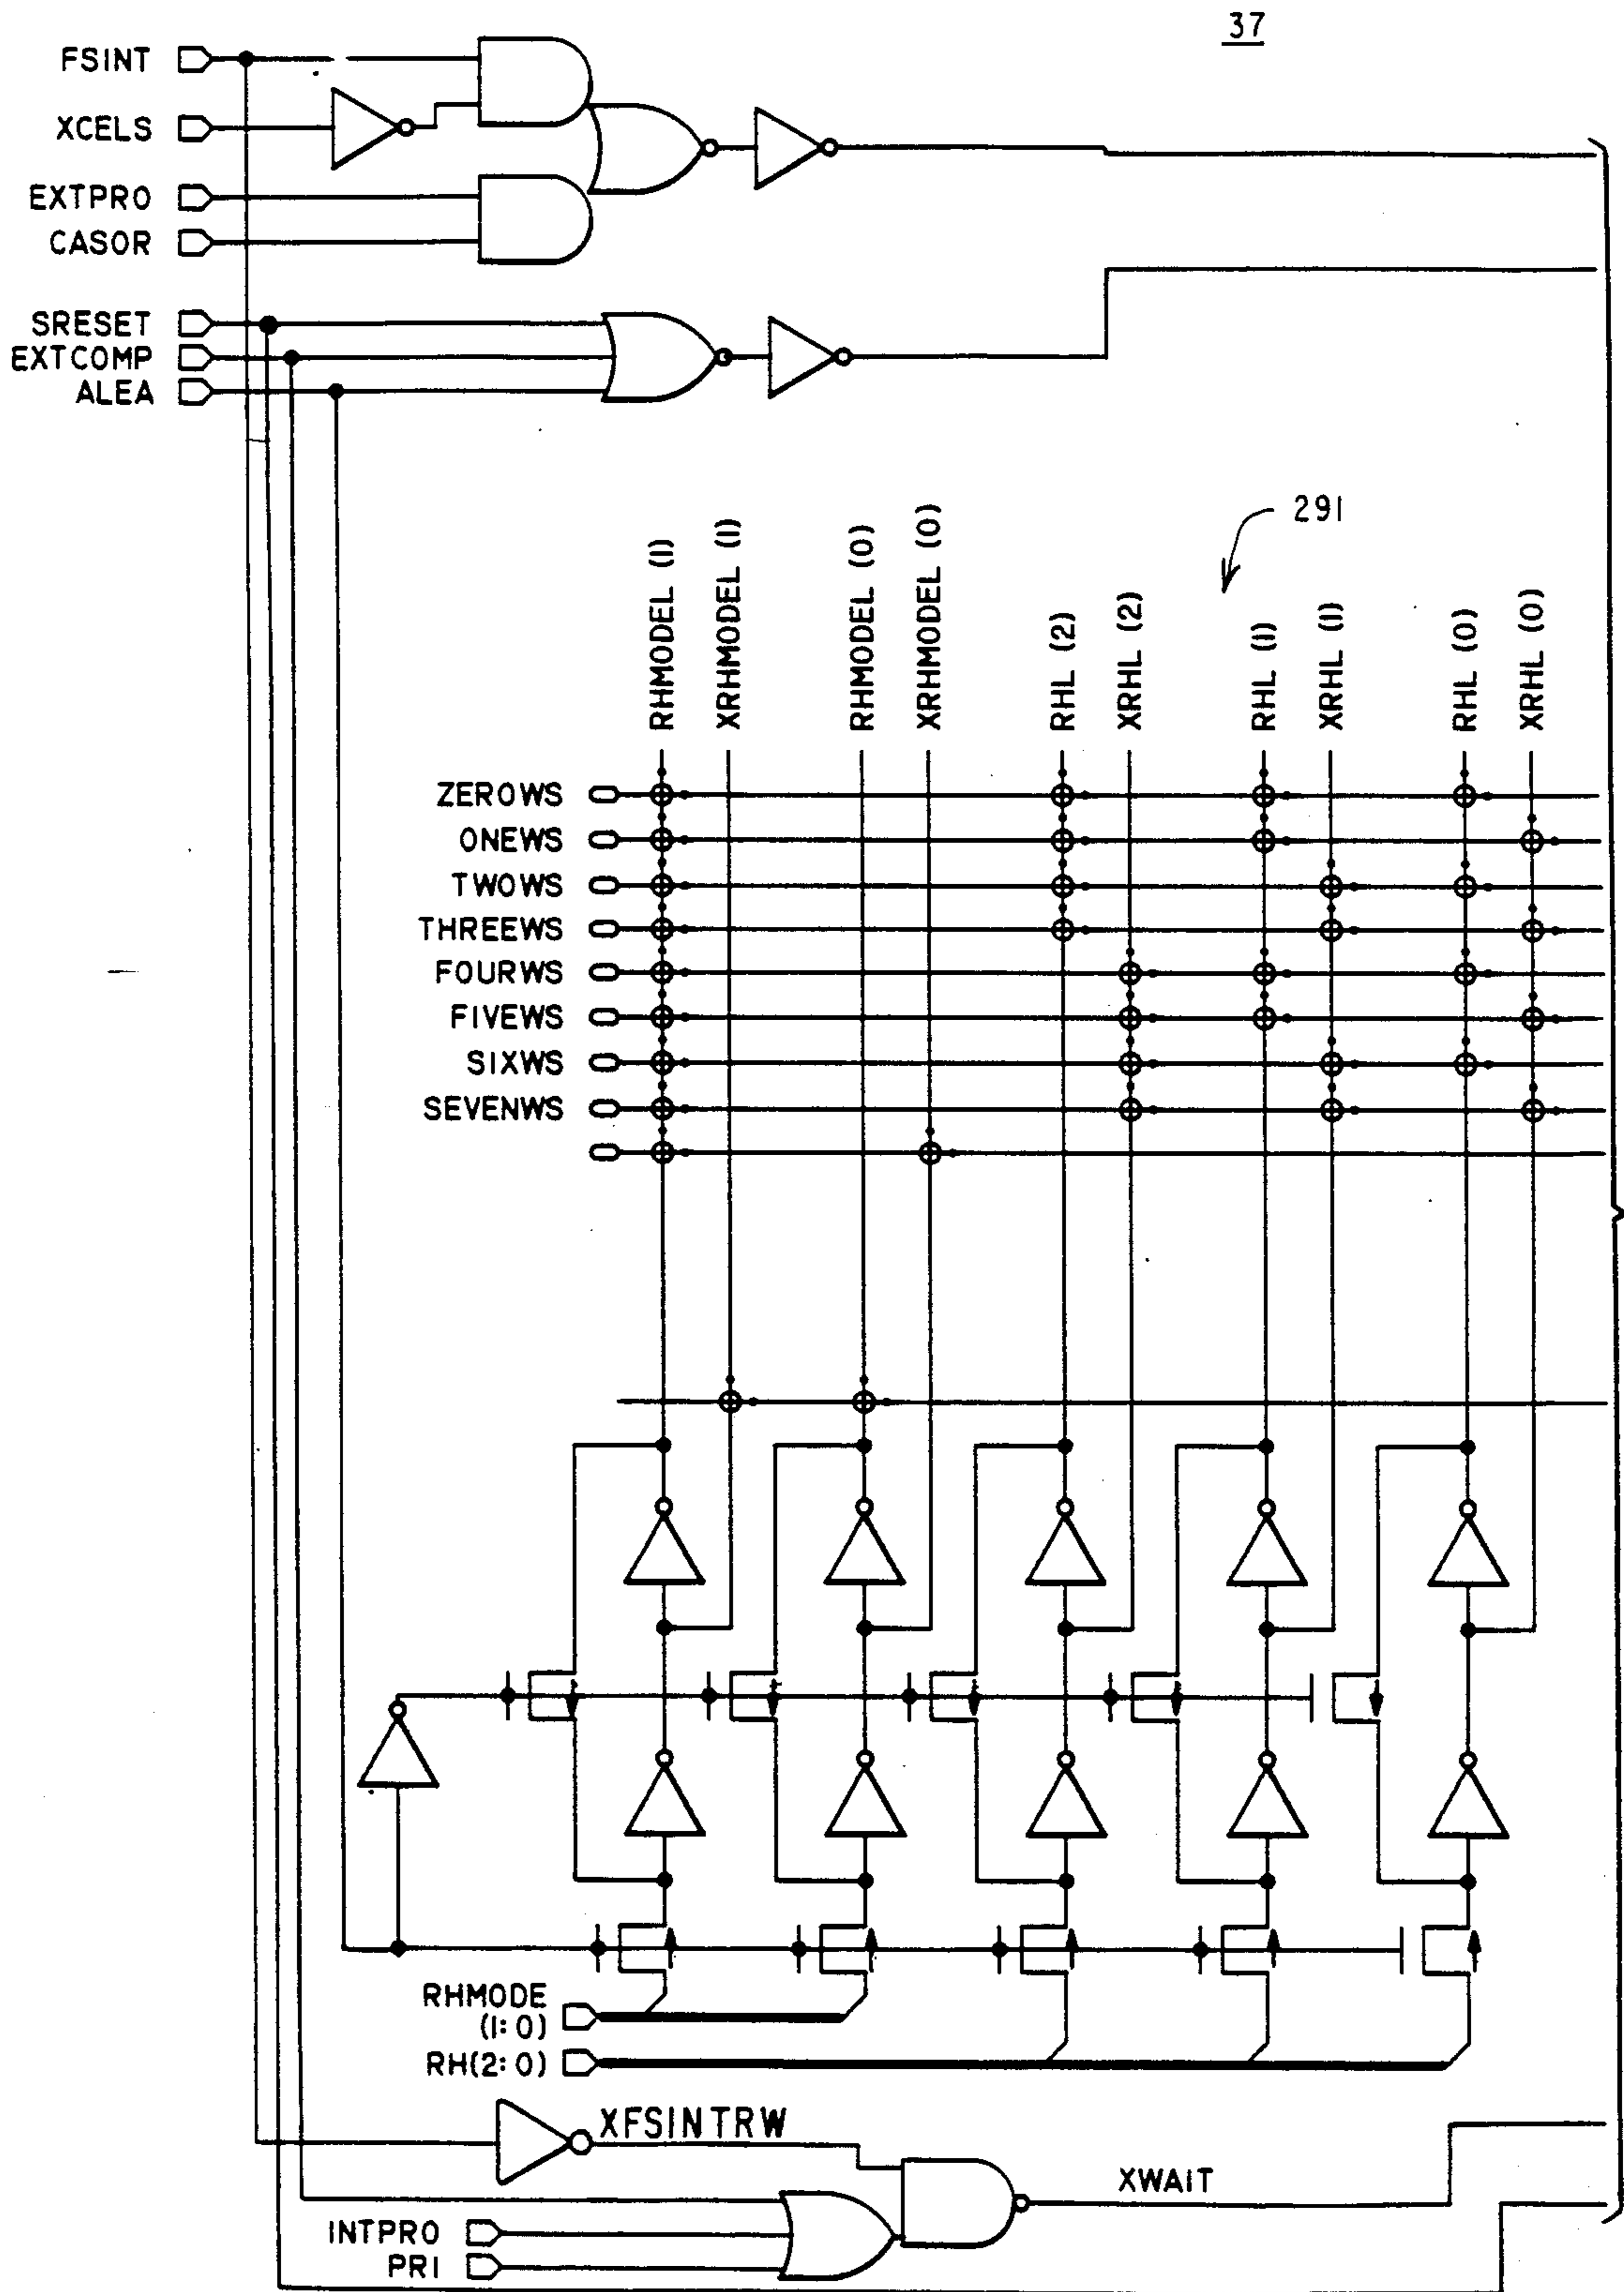 37
FSINT
XCELS
EXTPRO
CASOR
SRESET
EXTCOMP
ALEA
291
RHMODEL (1)
XRHMODEL (1)
RHMODEL (0)
XRHMODEL (0)
RHL (2)
XRHL (2)
RHL (1)
XRHL (1)
RHL (0)
XRHL (0)
ZEROWS
ONEWS
TWOWS
THREEWS
FOURWS
FIVEWS
SIXWS
SEVENWS
RHMODE
(1:0)
RH(2:0)
XFSINTRW
XWAIT
INTPRO
PRI